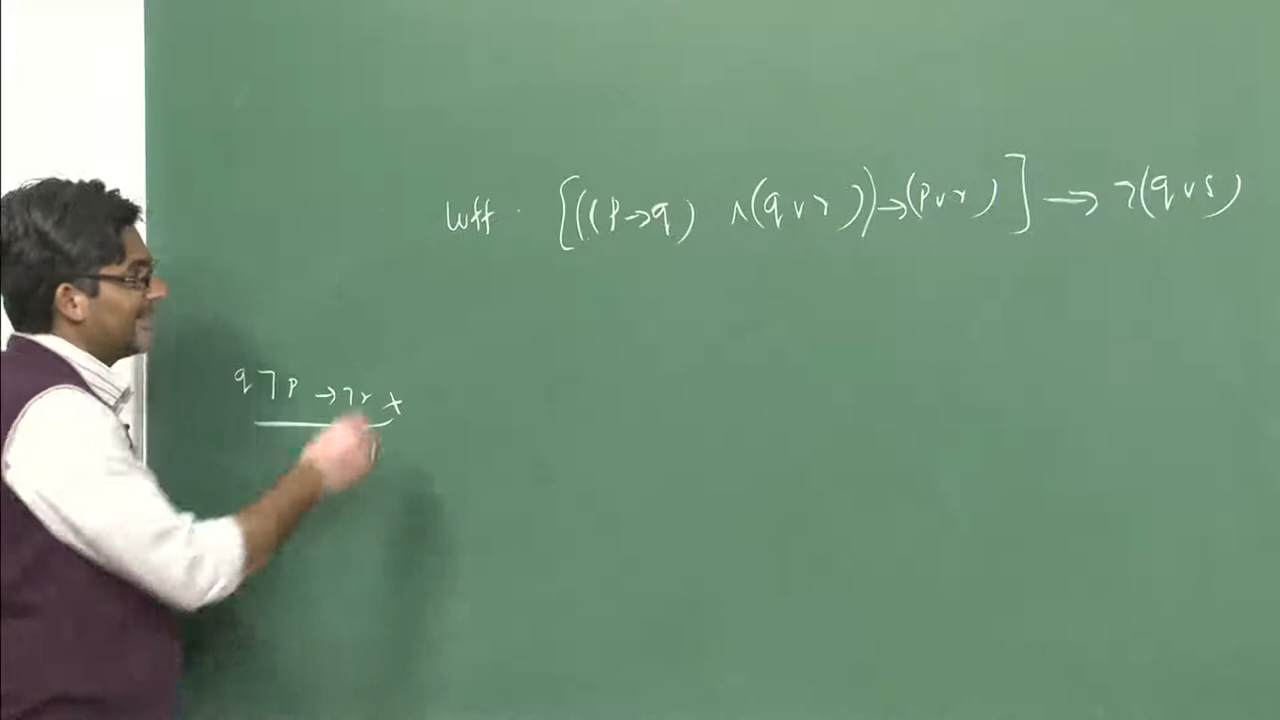 wff. [((p→q) ∧(q∨r))→(p∨r)] → ¬(q∨s)
q¬p →¬r x